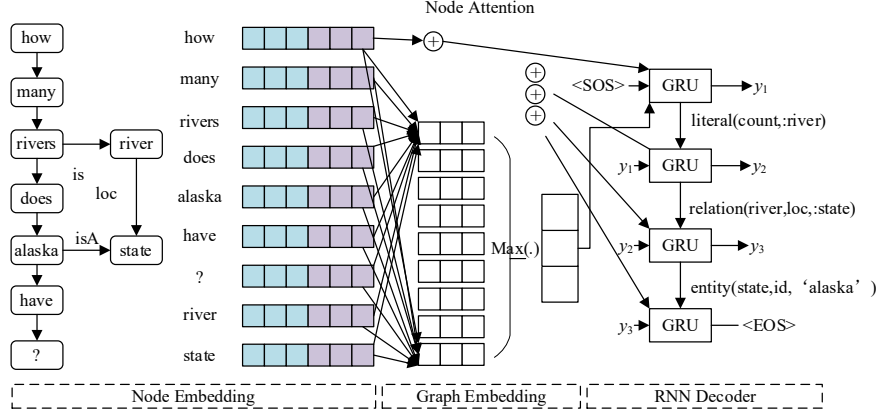 Node Attention
how
many
rivers
river
is
loc
does
alaska
isA
state
have
?
how
many
rivers
does
alaska
have
?
river
state
Max(.)
<SOS>
GRU
y1
literal(count,:river)
y1
GRU
y2
relation(river,loc,:state)
y2
GRU
y3
entity(state,id,‘alaska’)
y3
GRU
<EOS>
Node Embedding
Graph Embedding
RNN Decoder